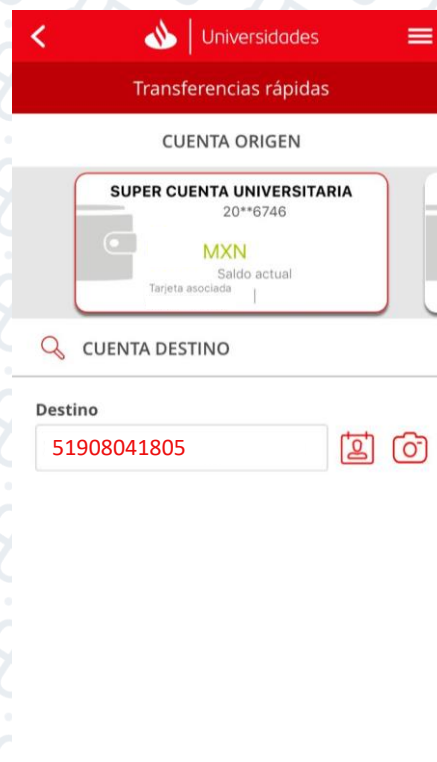 Universidades
Transferencias rápidas
CUENTA ORIGEN
SUPER CUENTA UNIVERSITARIA
20**6746
MXN
Saldo actual
Tarjeta asociada
CUENTA DESTINO
Destino
51908041805